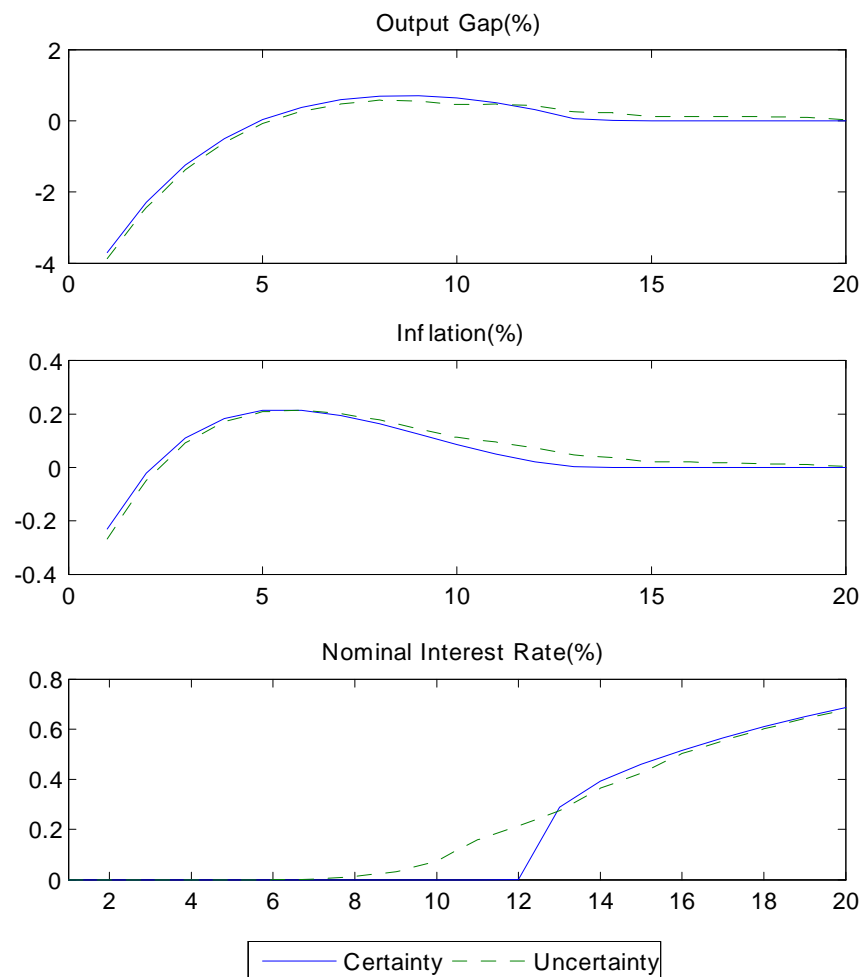 Output Gap(%)
2
0
-2
-4
0 5 10 15 20
Inflation(%)
0.4
0.2
0
-0.2
-0.4
0 5 10 15 20
Nominal Interest Rate(%)
0.8
0.6
0.4
0.2
0
2 4 6 8 10 12 14 16 18 20
Certainty Uncertainty